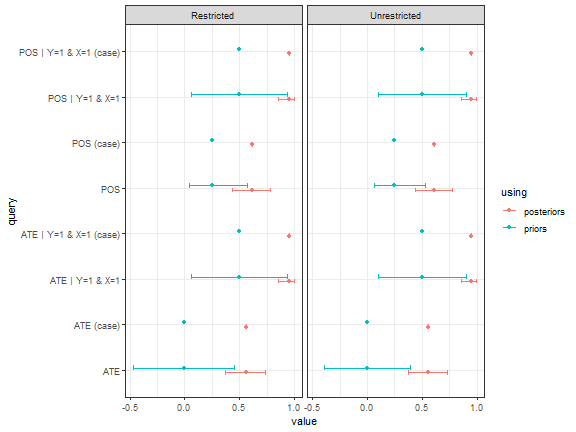 Restricted
Unrestricted
query
POS | Y=1 & X=1 (case)
POS | Y=1 & X=1
POS (case)
POS
ATE | Y=1 & X=1 (case)
ATE | Y=1 & X=1
ATE (case)
ATE
-0.5 0.0 0.5 1.0
-0.5 0.0 0.5 1.0
value
using
posteriors
priors